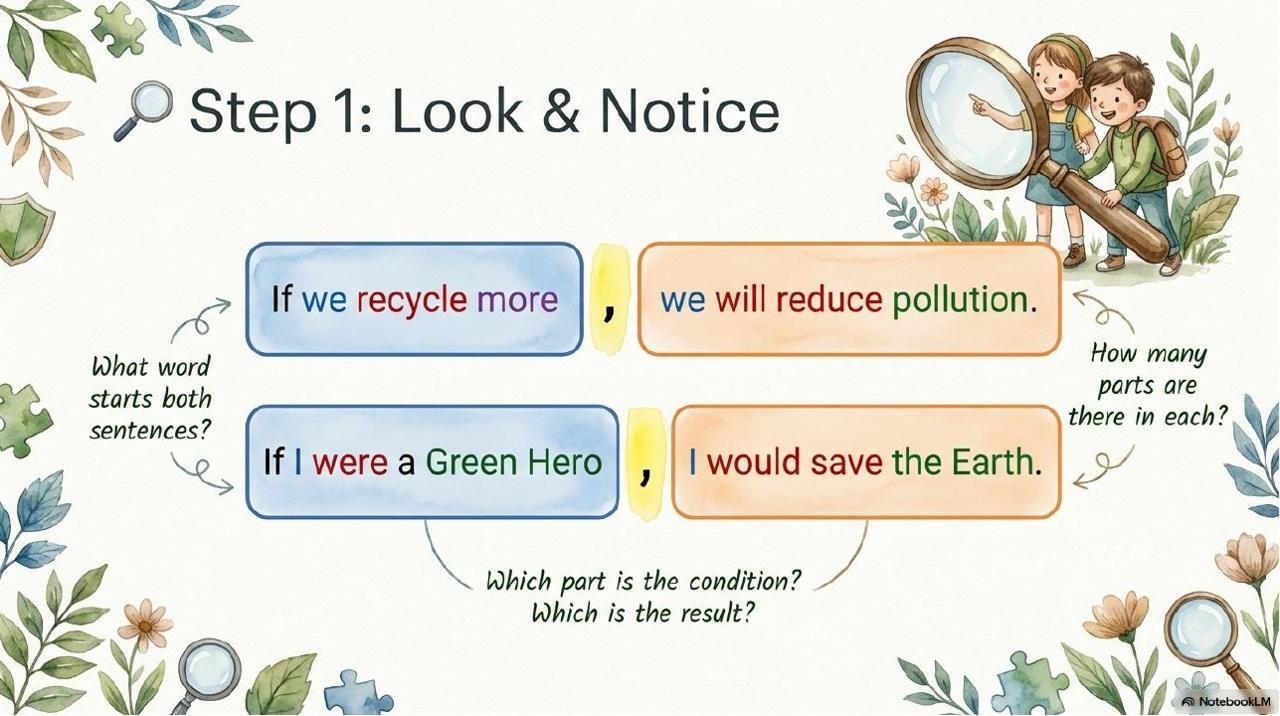 Step 1: Look & Notice
If we recycle more , we will reduce pollution.
What word
starts both
sentences?
How many
parts are
there in each?
If I were a Green Hero , I would save the Earth.
Which part is the condition?
Which is the result?
NotebookLM